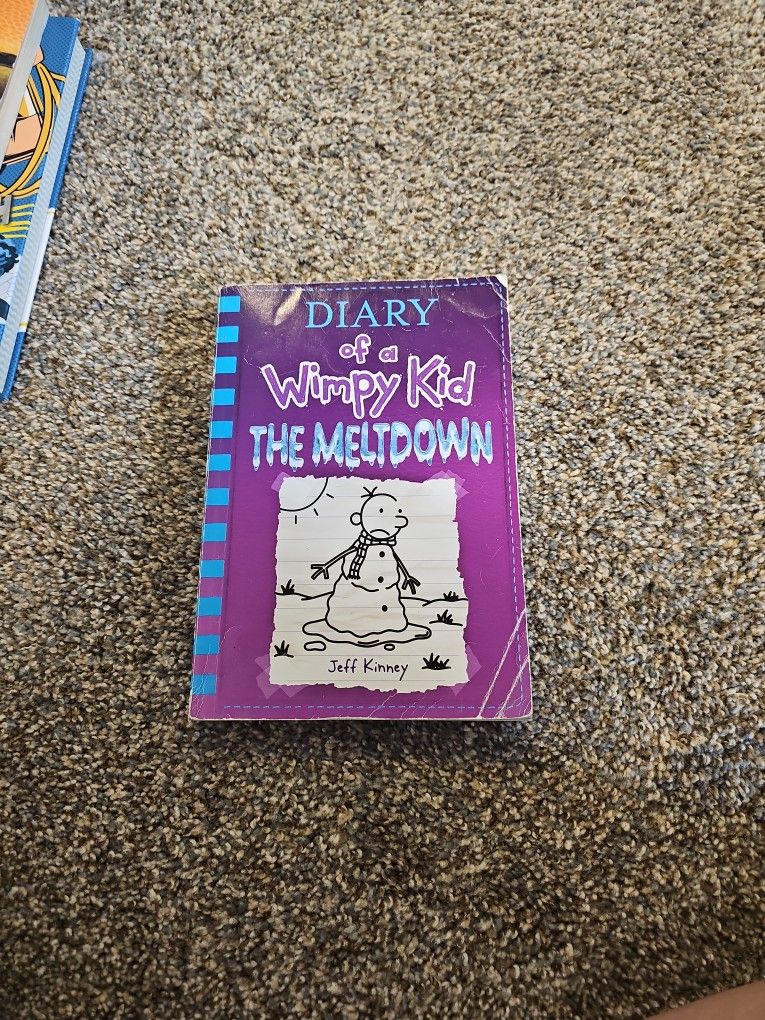 DIARY
of a
Wimpy Kid
THE MELTDOWN
Jeff Kinney